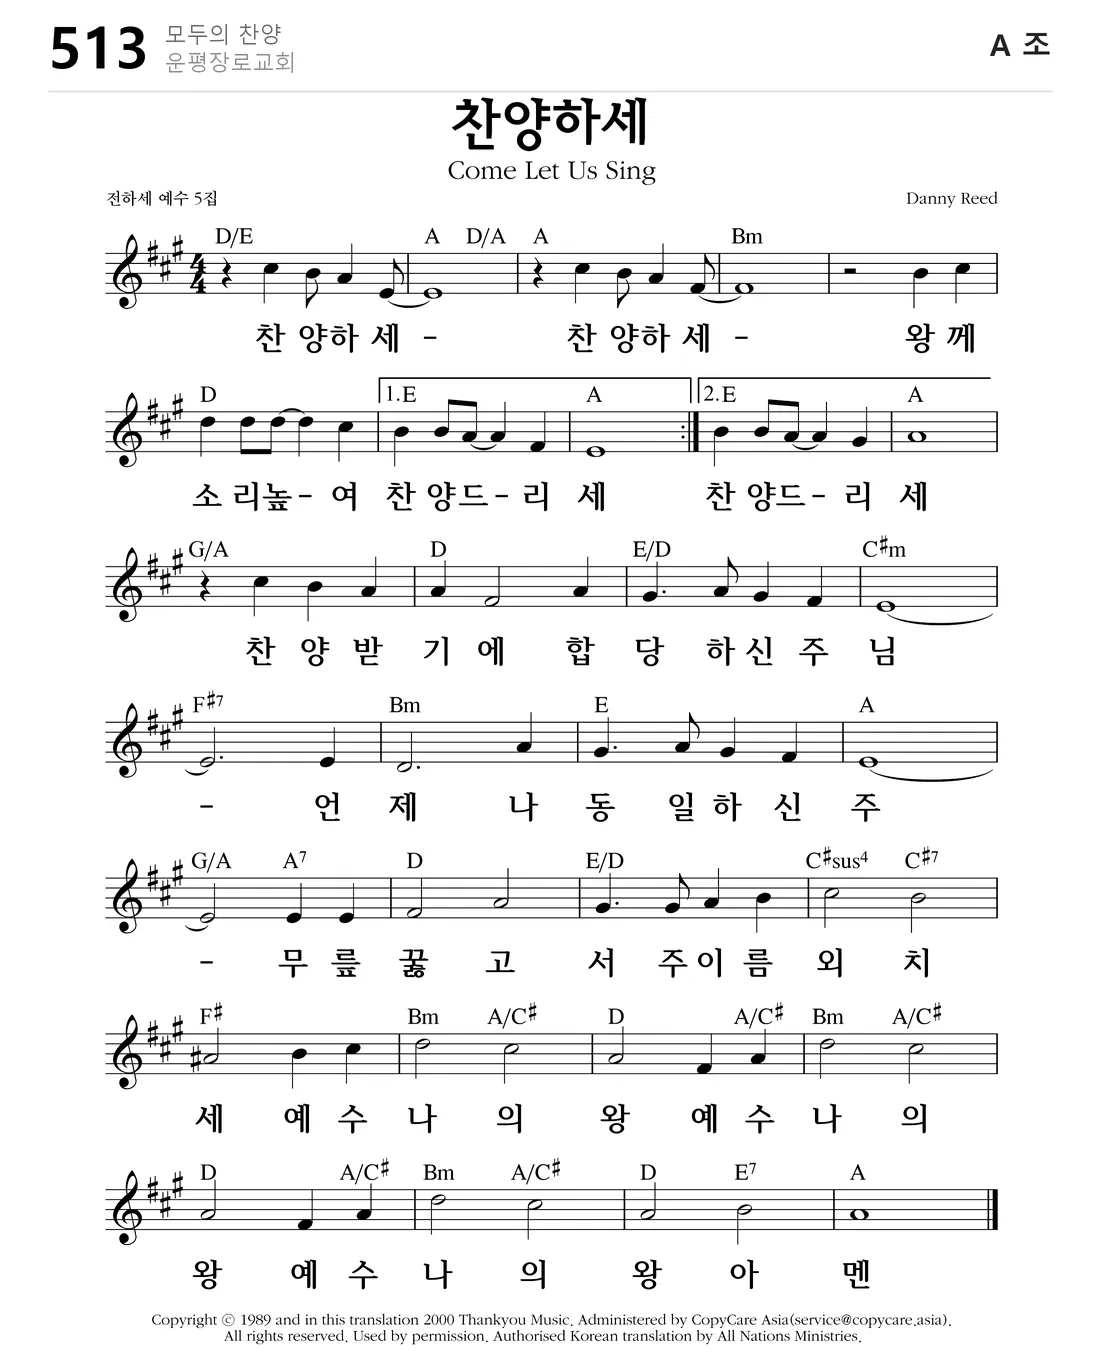 513 모두의 찬양
운평장로교회
A 조
찬양하세
Come Let Us Sing
전하세 예수 5집 Danny Reed
D/E A D/A A Bm
찬 양하 세 - 찬 양하 세 - 왕 께
D 1. E A 2. E A
소 리높 - 여 찬 양드 - 리 세 찬 양드 - 리 세
G/A D E/D C#m
찬 양 받 기 에 합 당 하 신 주 님
F#7 Bm E A
- 언 제 나 동 일 하 신 주
G/A A7 D E/D C#sus4 C#7
- 무 릎 꿇 고 서 주 이 름 외 치
F# Bm A/C# D A/C# Bm A/C#
세 예 수 나 의 왕 예 수 나 의
D A/C# Bm A/C# D E7 A
왕 예 수 나 의 왕 아 멘
Copyright ⓒ 1989 and in this translation 2000 Thankyou Music. Administered by CopyCare Asia(service@copycare.asia).
All rights reserved. Used by permission. Authorised Korean translation by All Nations Ministries.